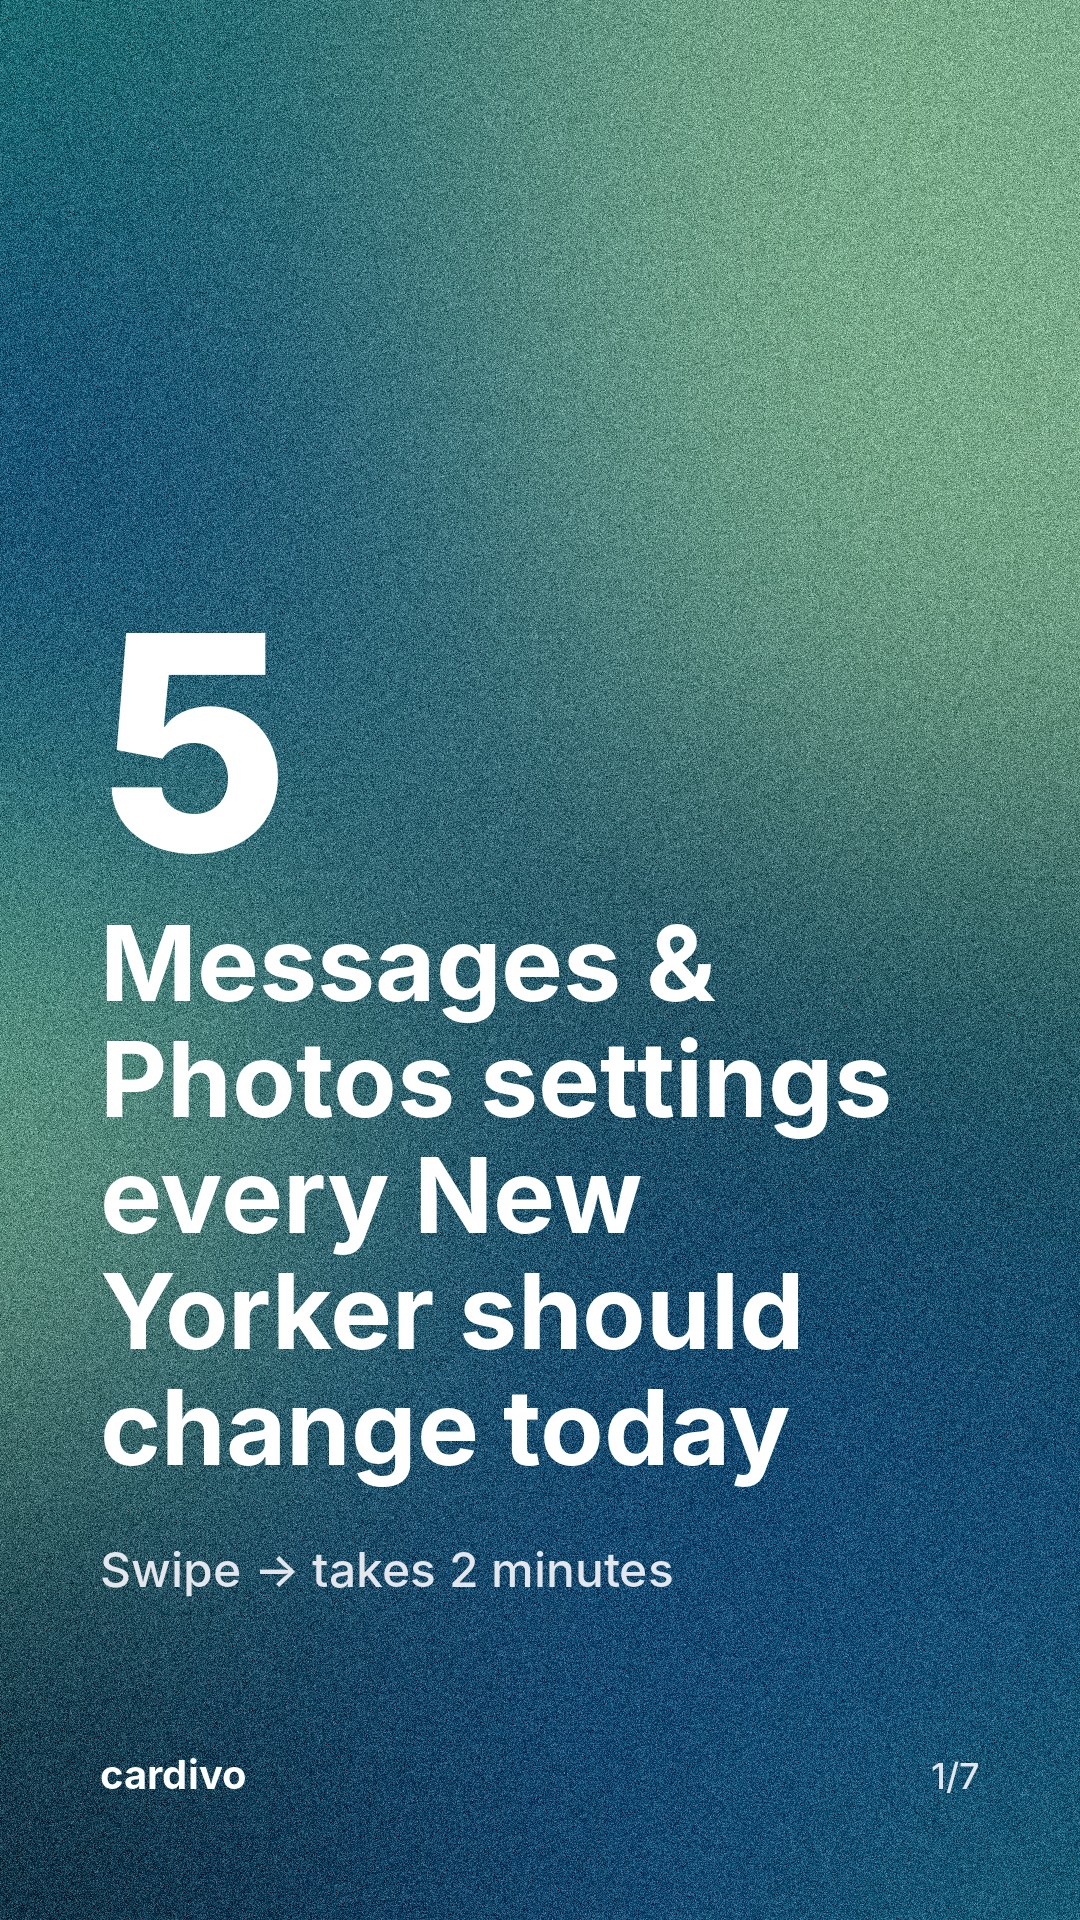 5
Messages &
Photos settings
every New
Yorker should
change today
Swipe → takes 2 minutes
cardivo
1/7